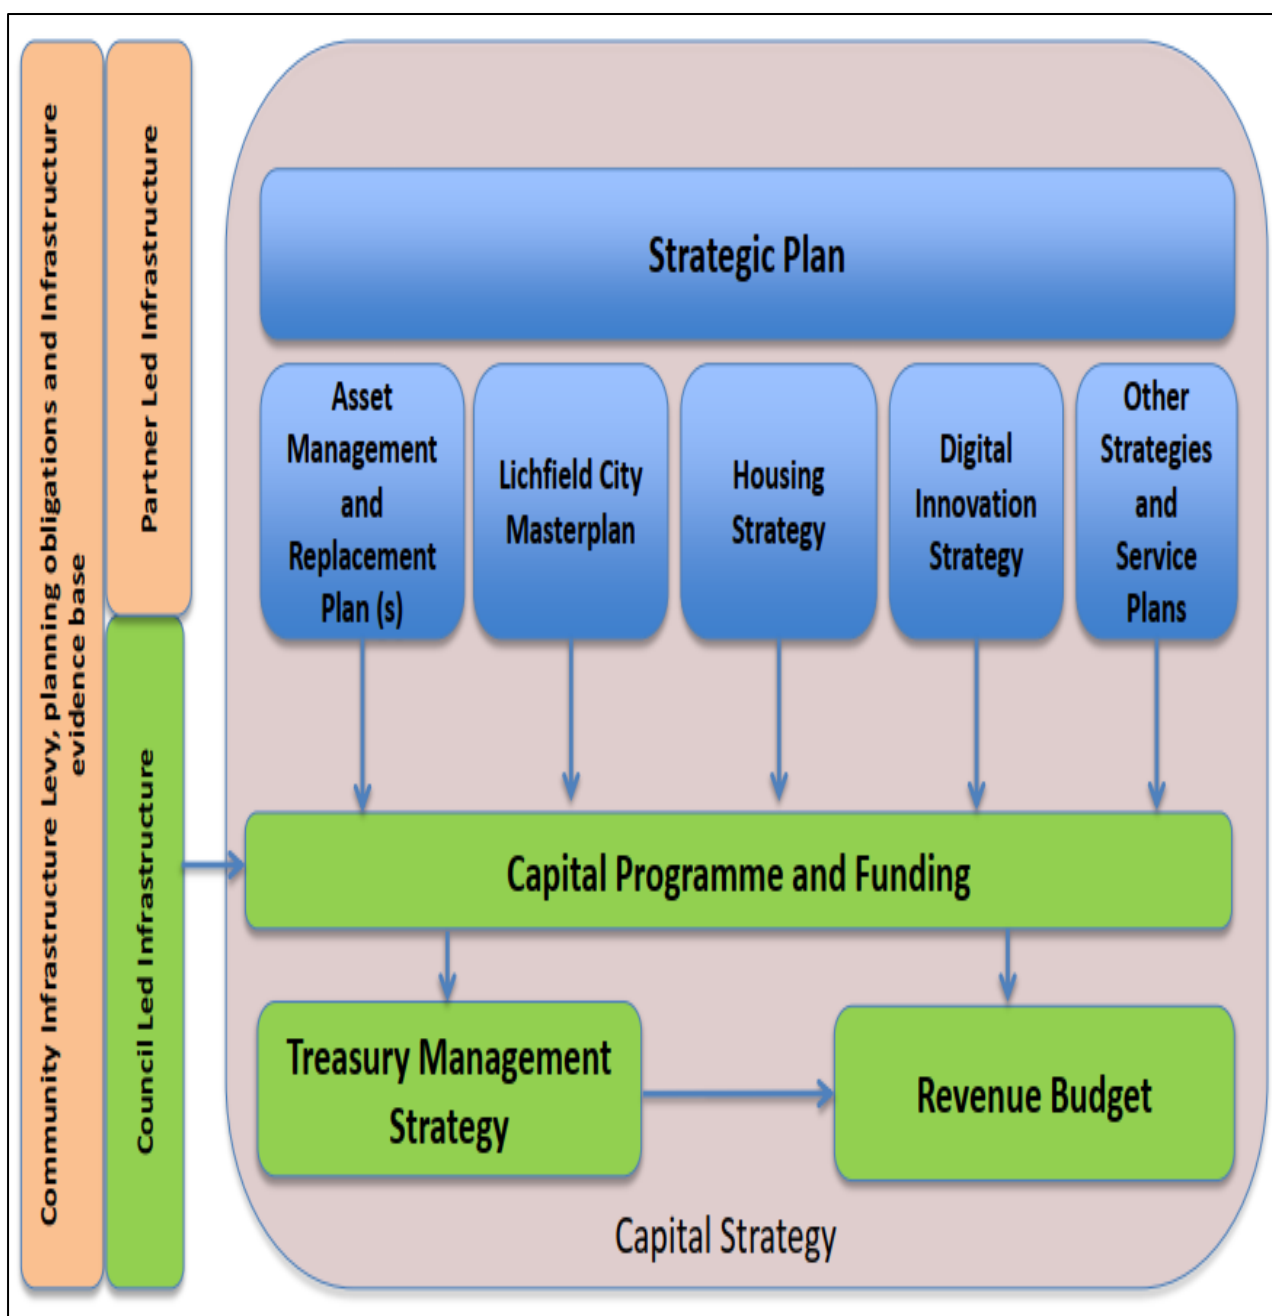 Community Infrastructure Levy, planning obligations and Infrastructure
evidence base
Partner Led Infrastructure
Council Led Infrastructure
Strategic Plan
Asset
Management
and
Replacement
Plan (s)
Lichfield City
Masterplan
Housing
Strategy
Digital
Innovation
Strategy
Other
Strategies
and
Service
Plans
Capital Programme and Funding
Treasury Management
Strategy
Revenue Budget
Capital Strategy